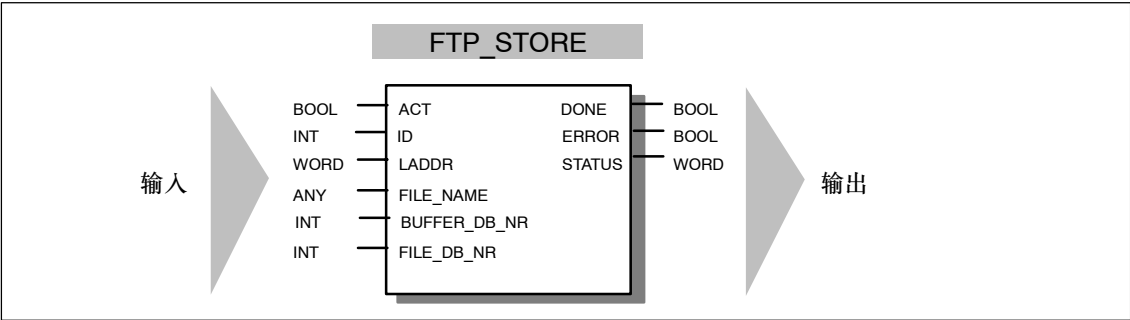 FTP_STORE
BOOL ACT DONE BOOL
INT ID ERROR BOOL
WORD LADDR STATUS WORD
输入 输出
ANY FILE_NAME
INT BUFFER_DB_NR
INT FILE_DB_NR